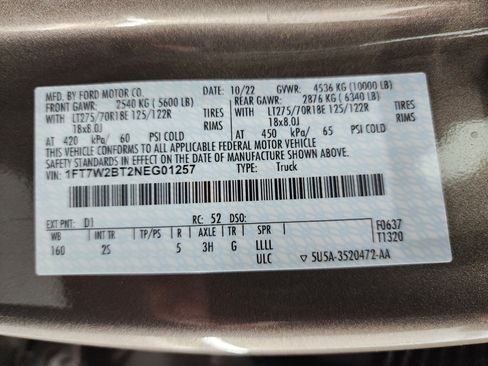 MFD. BY FORD MOTOR CO.
DATE: 10/22 GVWR: 4536 KG (10000 LB)
FRONT GAWR: 2540 KG (5600 LB) REAR GAWR: 2876 KG (6340 LB)
WITH LT275/70R18E 125/122R TIRES WITH LT275/70R18E 125/122R TIRES
18x8.0J RIMS 18x8.0J RIMS
AT 420 kPa/ 60 PSI COLD AT 450 kPa/ 65 PSI COLD
THIS VEHICLE CONFORMS TO ALL APPLICABLE FEDERAL MOTOR VEHICLE
SAFETY STANDARDS IN EFFECT ON THE DATE OF MANUFACTURE SHOWN ABOVE.
VIN: 1FT7W2BT2NEG01257 TYPE: Truck
EXT PNT: D1 RC: 52 DSO: F0637
WB INT TR TP/PS R AXLE TR SPR T1320
160 2S 5 3H G LLLL
ULC ▽ 5U5A-3520472-AA